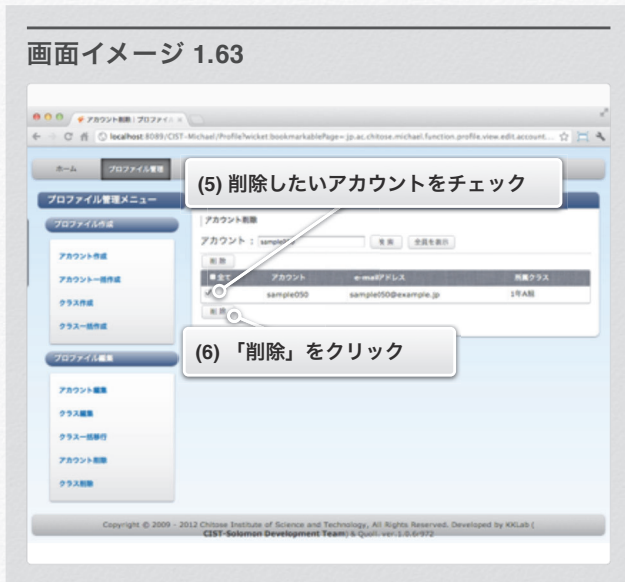 画面イメージ 1.63
アカウント削除 | プロファイル
localhost:8089/CIST-Michael/Profile?wicket:bookmarkablePage=:jp.ac.chitose.michael.function.profile.view.edit.account...
ホーム プロファイル管理
(5) 削除したいアカウントをチェック
プロファイル管理メニュー
プロファイル作成
アカウント作成
アカウント一括作成
クラス作成
クラス一括作成
アカウント削除
アカウント :
検索 全員を表示
削除
全て アカウント e-mailアドレス 所属クラス
sample050 sample050@example.jp 1年A組
削除
(6) 「削除」をクリック
プロファイル編集
アカウント編集
クラス編集
クラス一括移行
アカウント削除
クラス削除
Copyright © 2009 - 2012 Chitose Institute of Science and Technology, All Rights Reserved. Developed by KKLab (
CIST-Solomon Development Team) & Quoll. ver.1.0.6r972